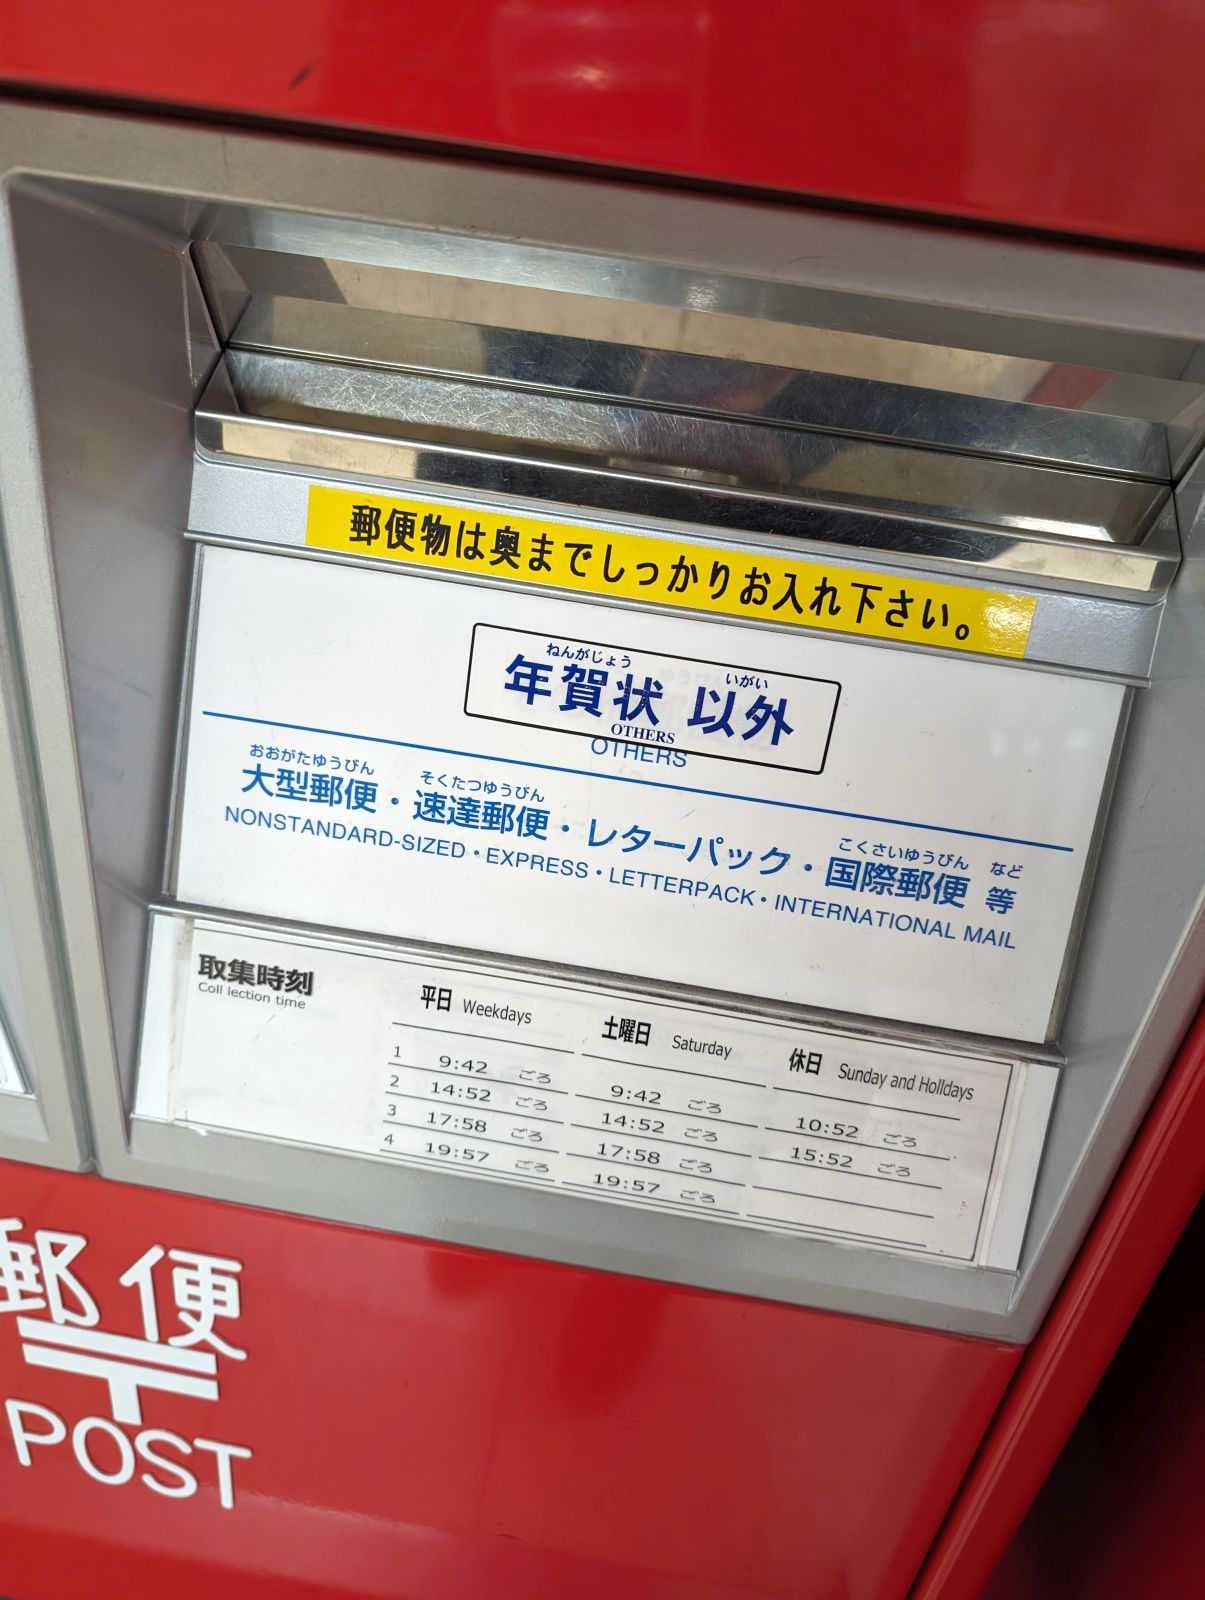 郵便物は奥までしっかりお入れ下さい。
ねんがじょう いがい
年賀状 以外
OTHERS
OTHERS
おおがたゆうびん そくたつゆうびん こくさいゆうびん など
大型郵便・速達郵便・レターパック・国際郵便 等
NONSTANDARD-SIZED・EXPRESS・LETTERPACK・INTERNATIONAL MAIL
取集時刻
Coll lection time
平日 Weekdays 土曜日 Saturday 休日 Sunday and Holldays
1 9:42 ごろ 9:42 ごろ 10:52 ごろ
2 14:52 ごろ 14:52 ごろ 15:52 ごろ
3 17:58 ごろ 17:58 ごろ
4 19:57 ごろ 19:57 ごろ
郵便
〒
POST